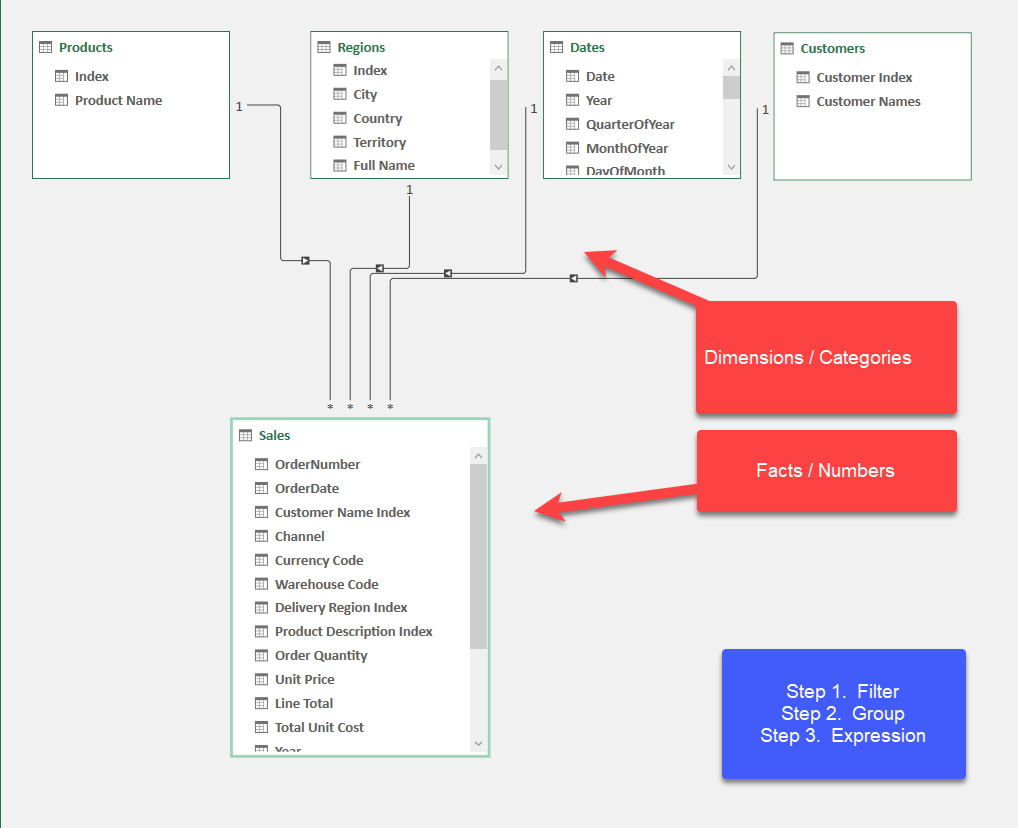 Products
Index
Product Name
Regions
Index
City
Country
Territory
Full Name
Dates
Date
Year
QuarterOfYear
MonthOfYear
DayOfMonth
Customers
Customer Index
Customer Names
1
1
1
1
Dimensions / Categories
* * * *
Sales
OrderNumber
OrderDate
Customer Name Index
Channel
Currency Code
Warehouse Code
Delivery Region Index
Product Description Index
Order Quantity
Unit Price
Line Total
Total Unit Cost
Year
Facts / Numbers
Step 1.  Filter
Step 2.  Group
Step 3.  Expression